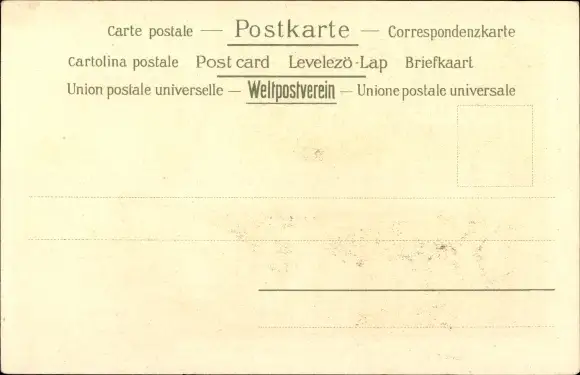 Carte postale — Postkarte — Correspondenzkarte
Cartolina postale Post card Levelező-Lap Briefkaart
Union postale universelle — Weltpostverein — Unione postale universale